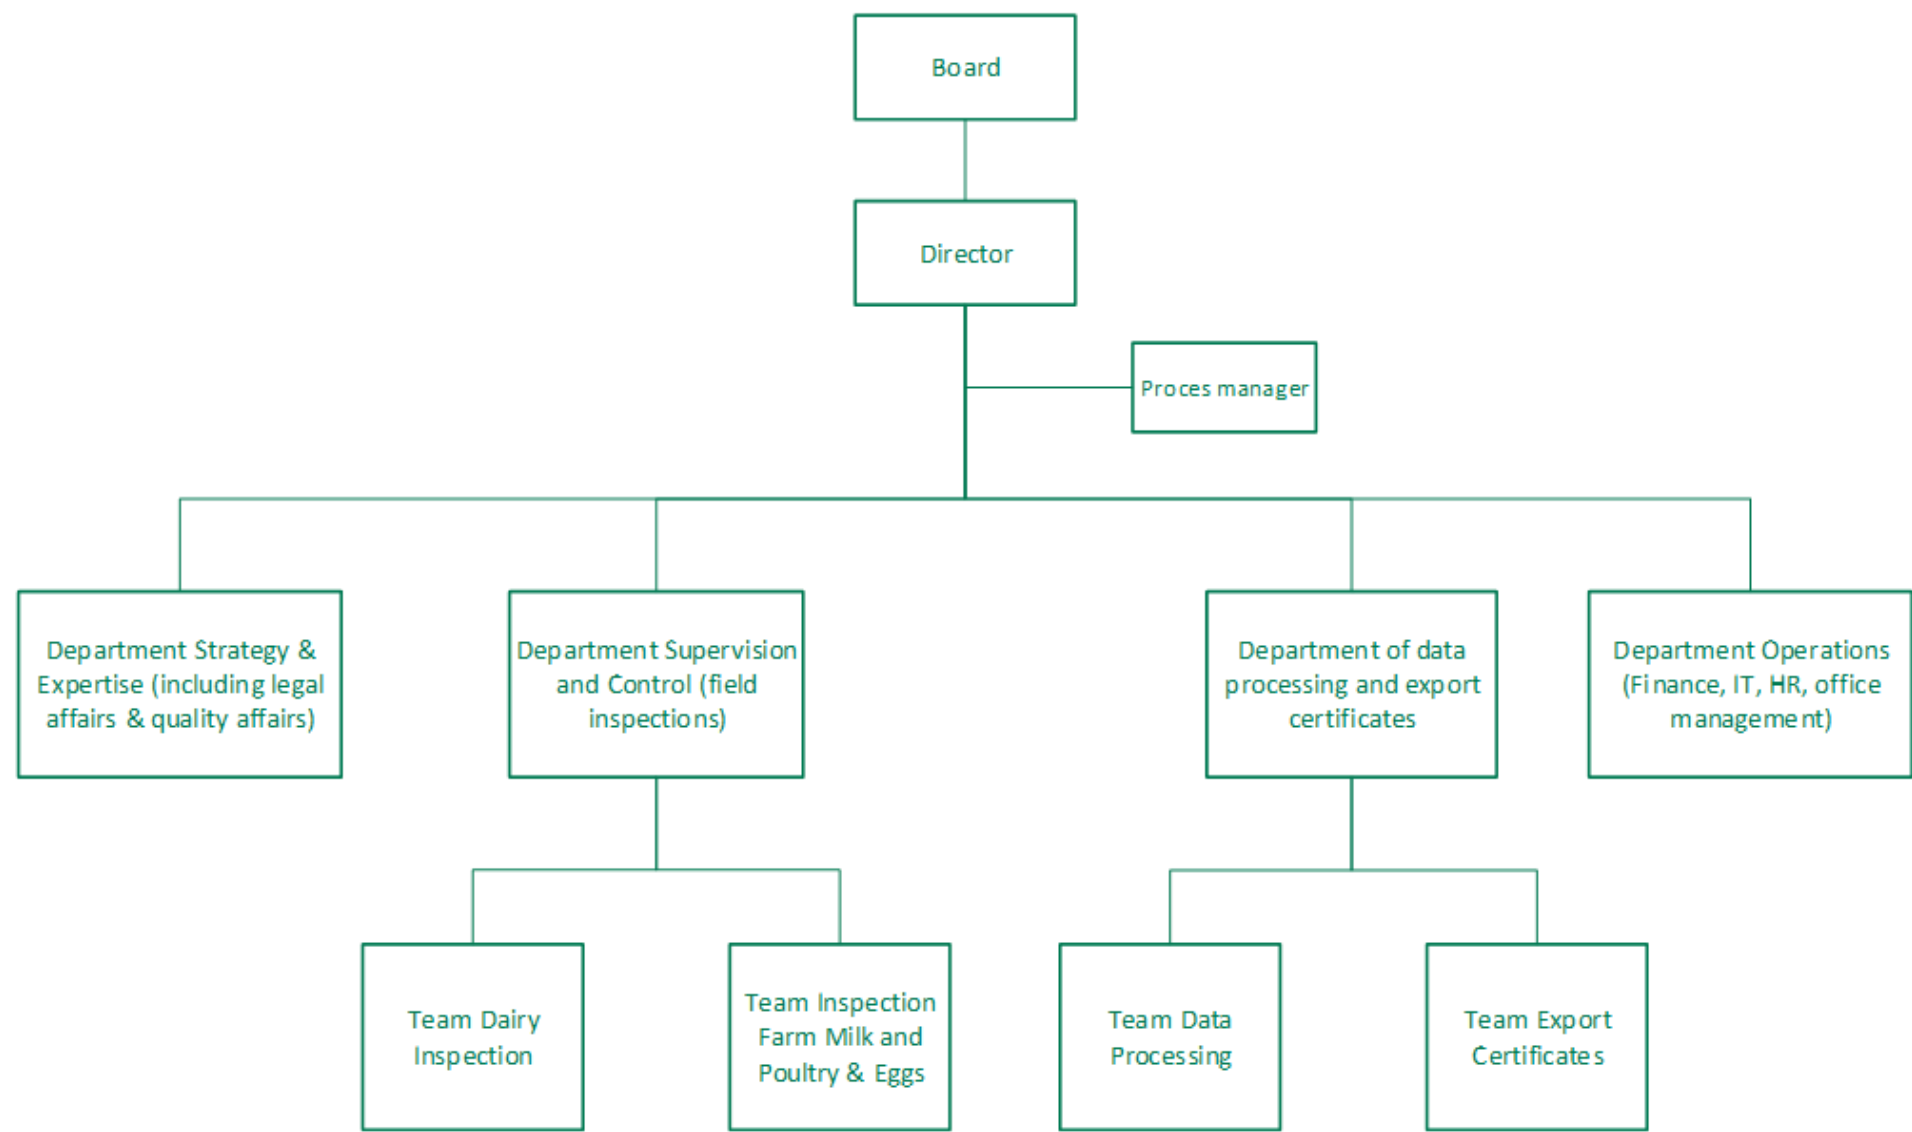 Board
Director
Proces manager
Department Strategy &
Expertise (including legal
affairs & quality affairs)
Department Supervision
and Control (field
inspections)
Department of data
processing and export
certificates
Department Operations
(Finance, IT, HR, office
management)
Team Dairy
Inspection
Team Inspection
Farm Milk and
Poultry & Eggs
Team Data
Processing
Team Export
Certificates